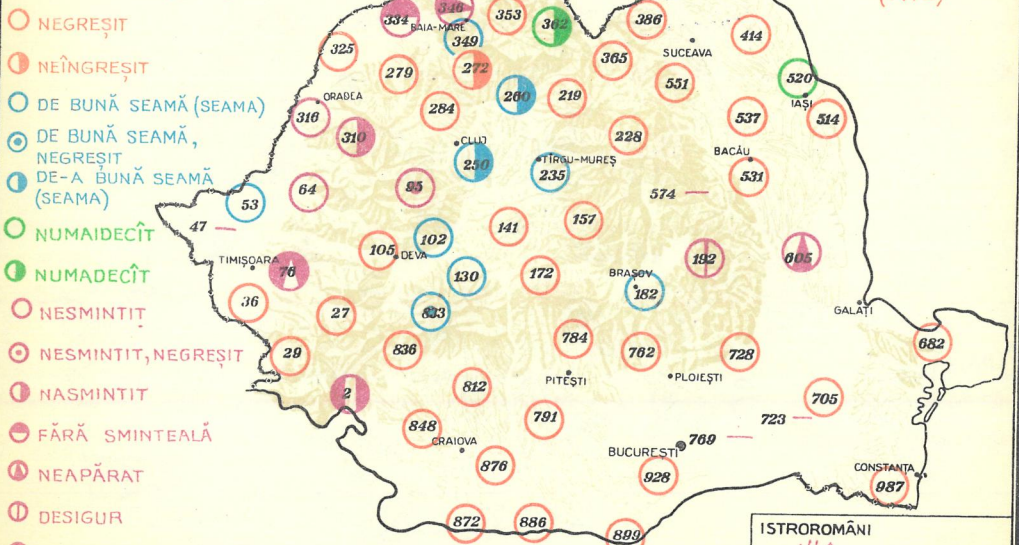 NEGREȘIT
NEÎNGREȘIT
DE BUNĂ SEAMĂ (SEAMA)
DE BUNĂ SEAMĂ,
NEGREȘIT
DE-A BUNĂ SEAMĂ
(SEAMA)
NUMAIDECÎT
NUMADECÎT
NESMINTIT
NESMINTIT, NEGREȘIT
NASMINTIT
FĂRĂ SMINTEALĂ
NEAPĂRAT
DESIGUR
334
346
353
362
386
414
BAIA-MARE
349
SUCEAVA
325
279
272
365
551
520
ORADEA
260
219
IAȘI
316
284
537
514
310
CLUJ
228
BACĂU
250
TÎRGU-MUREȘ
235
531
64
95
574
53
47
141
157
102
105
DEVA
TIMIȘOARA
76
130
172
192
605
BRAȘOV
182
36
27
833
GALAȚI
29
836
784
762
728
682
PITEȘTI
PLOIEȘTI
2
812
705
848
791
723
CRAIOVA
769
BUCUREȘTI
876
928
CONSTANȚA
987
872
886
899
ISTROROMÂNI